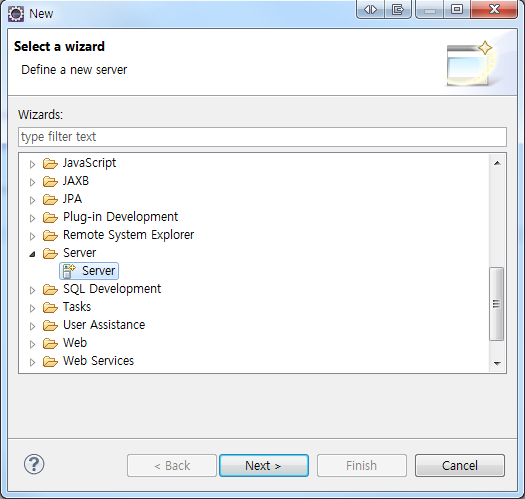 New
Select a wizard
Define a new server
Wizards:
type filter text
JavaScript
JAXB
JPA
Plug-in Development
Remote System Explorer
Server
Server
SQL Development
Tasks
User Assistance
Web
Web Services
?
< Back
Next >
Finish
Cancel